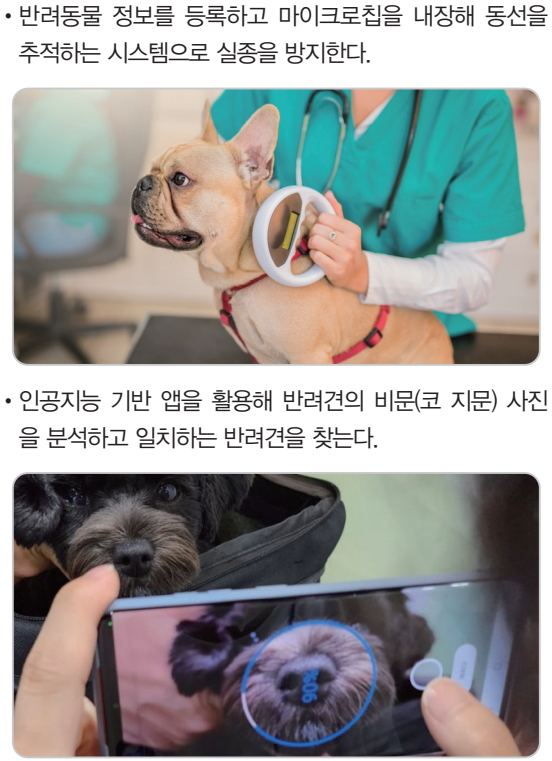 • 반려동물 정보를 등록하고 마이크로칩을 내장해 동선을
추적하는 시스템으로 실종을 방지한다.
• 인공지능 기반 앱을 활용해 반려견의 비문(코 지문) 사진
을 분석하고 일치하는 반려견을 찾는다.
90%